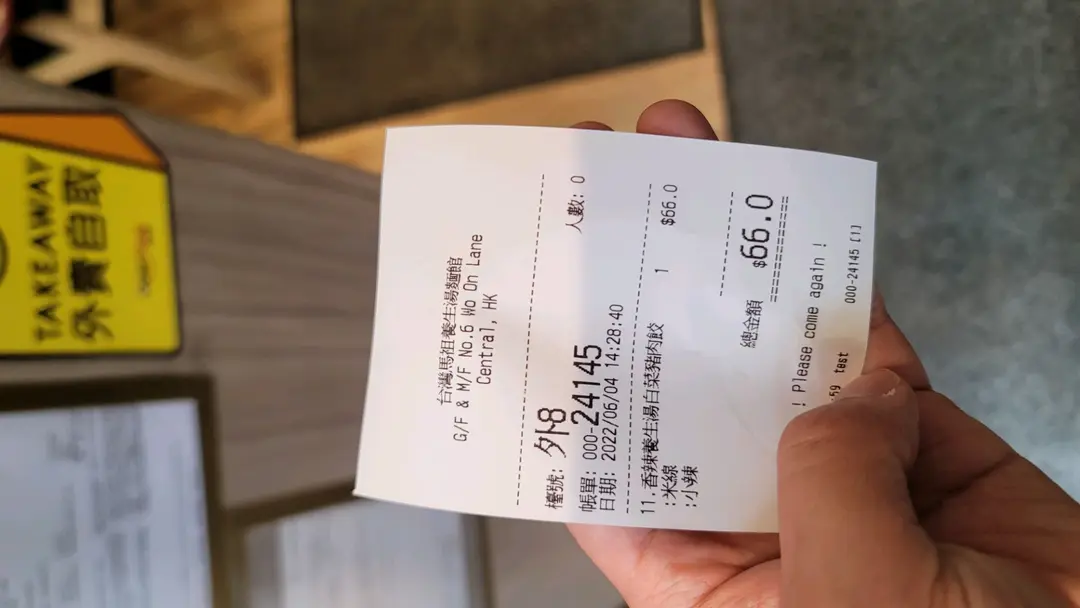 TAKEAWAY
外賣自取
台灣馬祖養生湯麵館
G/F & M/F No.6 Wo On Lane
Central, HK
檯號: 外8 人數: 0
帳單: 000-24145
日期: 2022/06/04 14:28:40
11.香辣養生湯白菜豬肉餃 1 $66.0
:米線
:小辣
總金額 $66.0
! Please come again !
:59 test 000-24145 [1]